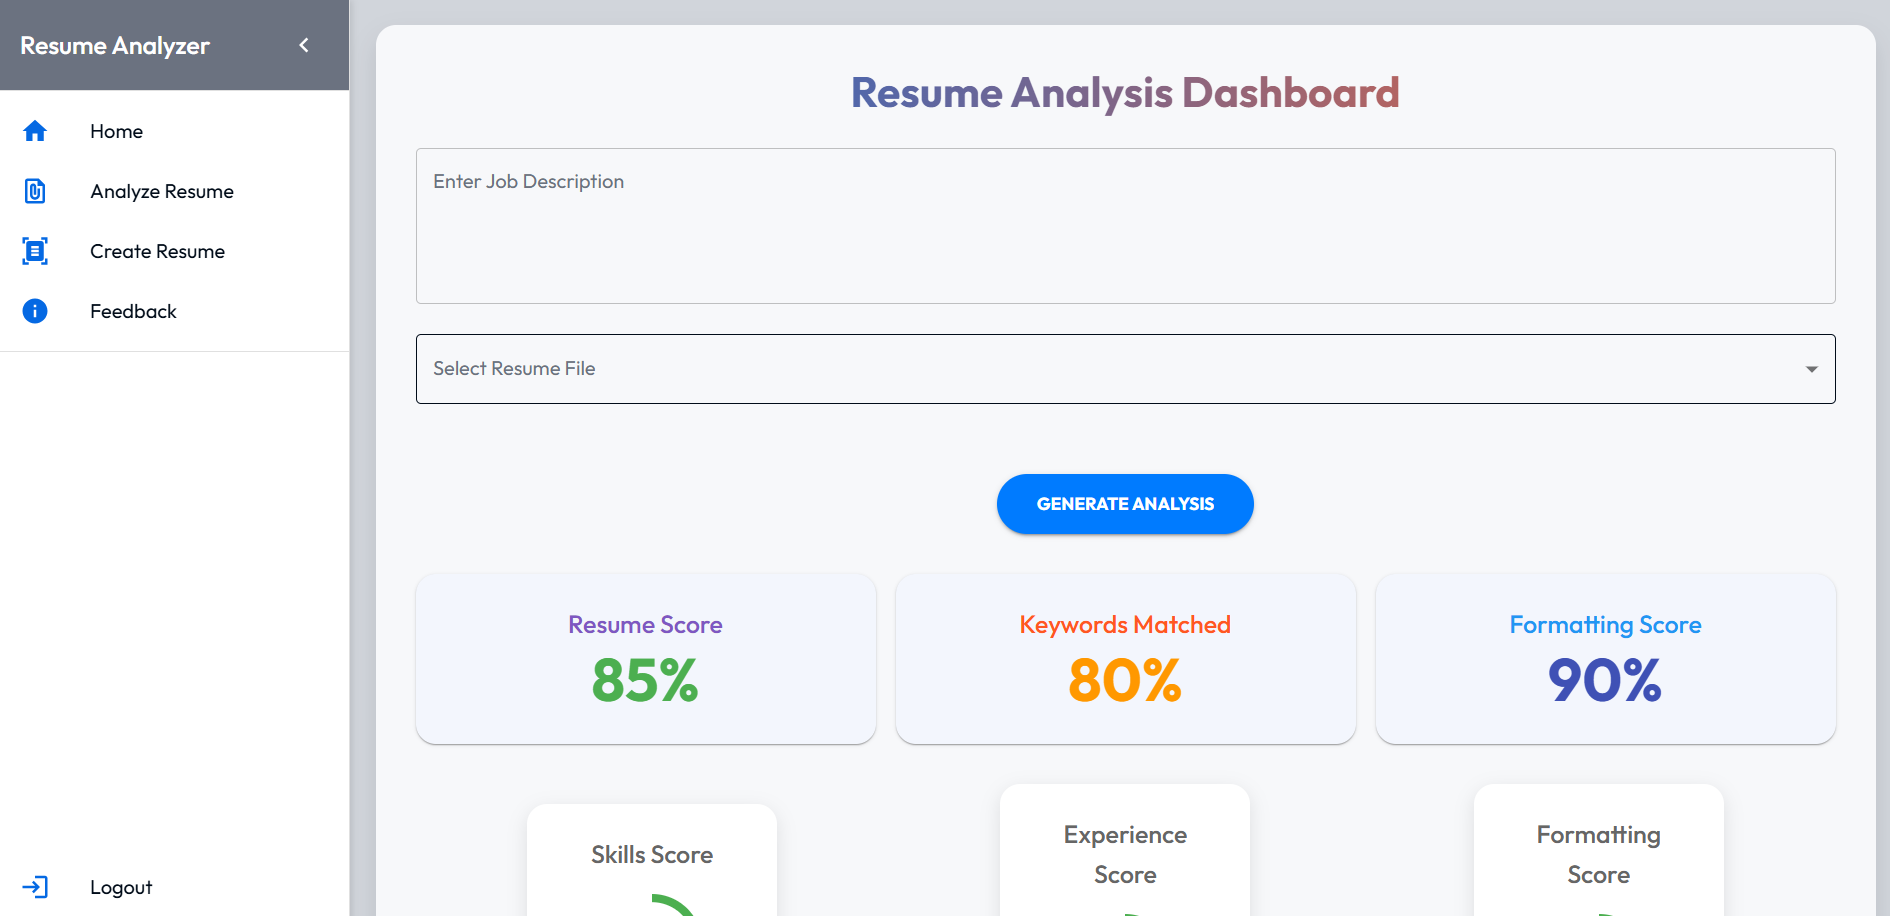 Resume Analyzer
Home
Analyze Resume
Create Resume
Feedback
Logout
Resume Analysis Dashboard
Enter Job Description
Select Resume File
GENERATE ANALYSIS
Resume Score
85%
Keywords Matched
80%
Formatting Score
90%
Skills Score
Experience
Score
Formatting
Score